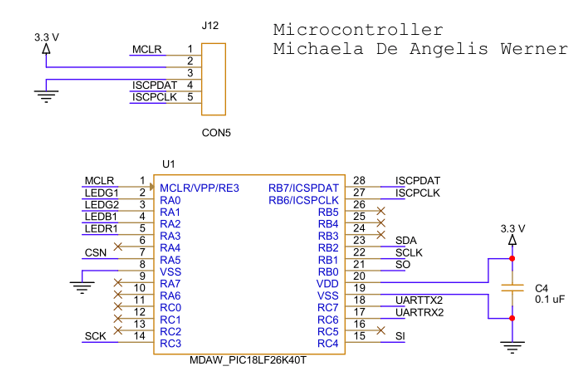 Microcontroller
Michaela De Angelis Werner
J12
3.3 V
MCLR 1
2
3
ISCPDAT 4
ISCPCLK 5
CON5
U1
MCLR 1 MCLR/VPP/RE3 RB7/ICSPDAT 28 ISCPDAT
LEDG1 2 RA0 RB6/ICSPCLK 27 ISCPCLK
LEDG2 3 RA1 RB5 26
LEDB1 4 RA2 RB4 25
LEDR1 5 RA3 RB3 24
6 RA4 RB2 23 SDA
CSN 7 RA5 RB1 22 SCLK
8 VSS RB0 21 SO
9 RA7 VDD 20
10 RA6 VSS 19
11 RC0 RC7 18 UARTTX2
12 RC1 RC6 17 UARTRX2
13 RC2 RC5 16
SCK 14 RC3 RC4 15 SI
3.3 V
C4
0.1 uF
MDAW_PIC18LF26K40T